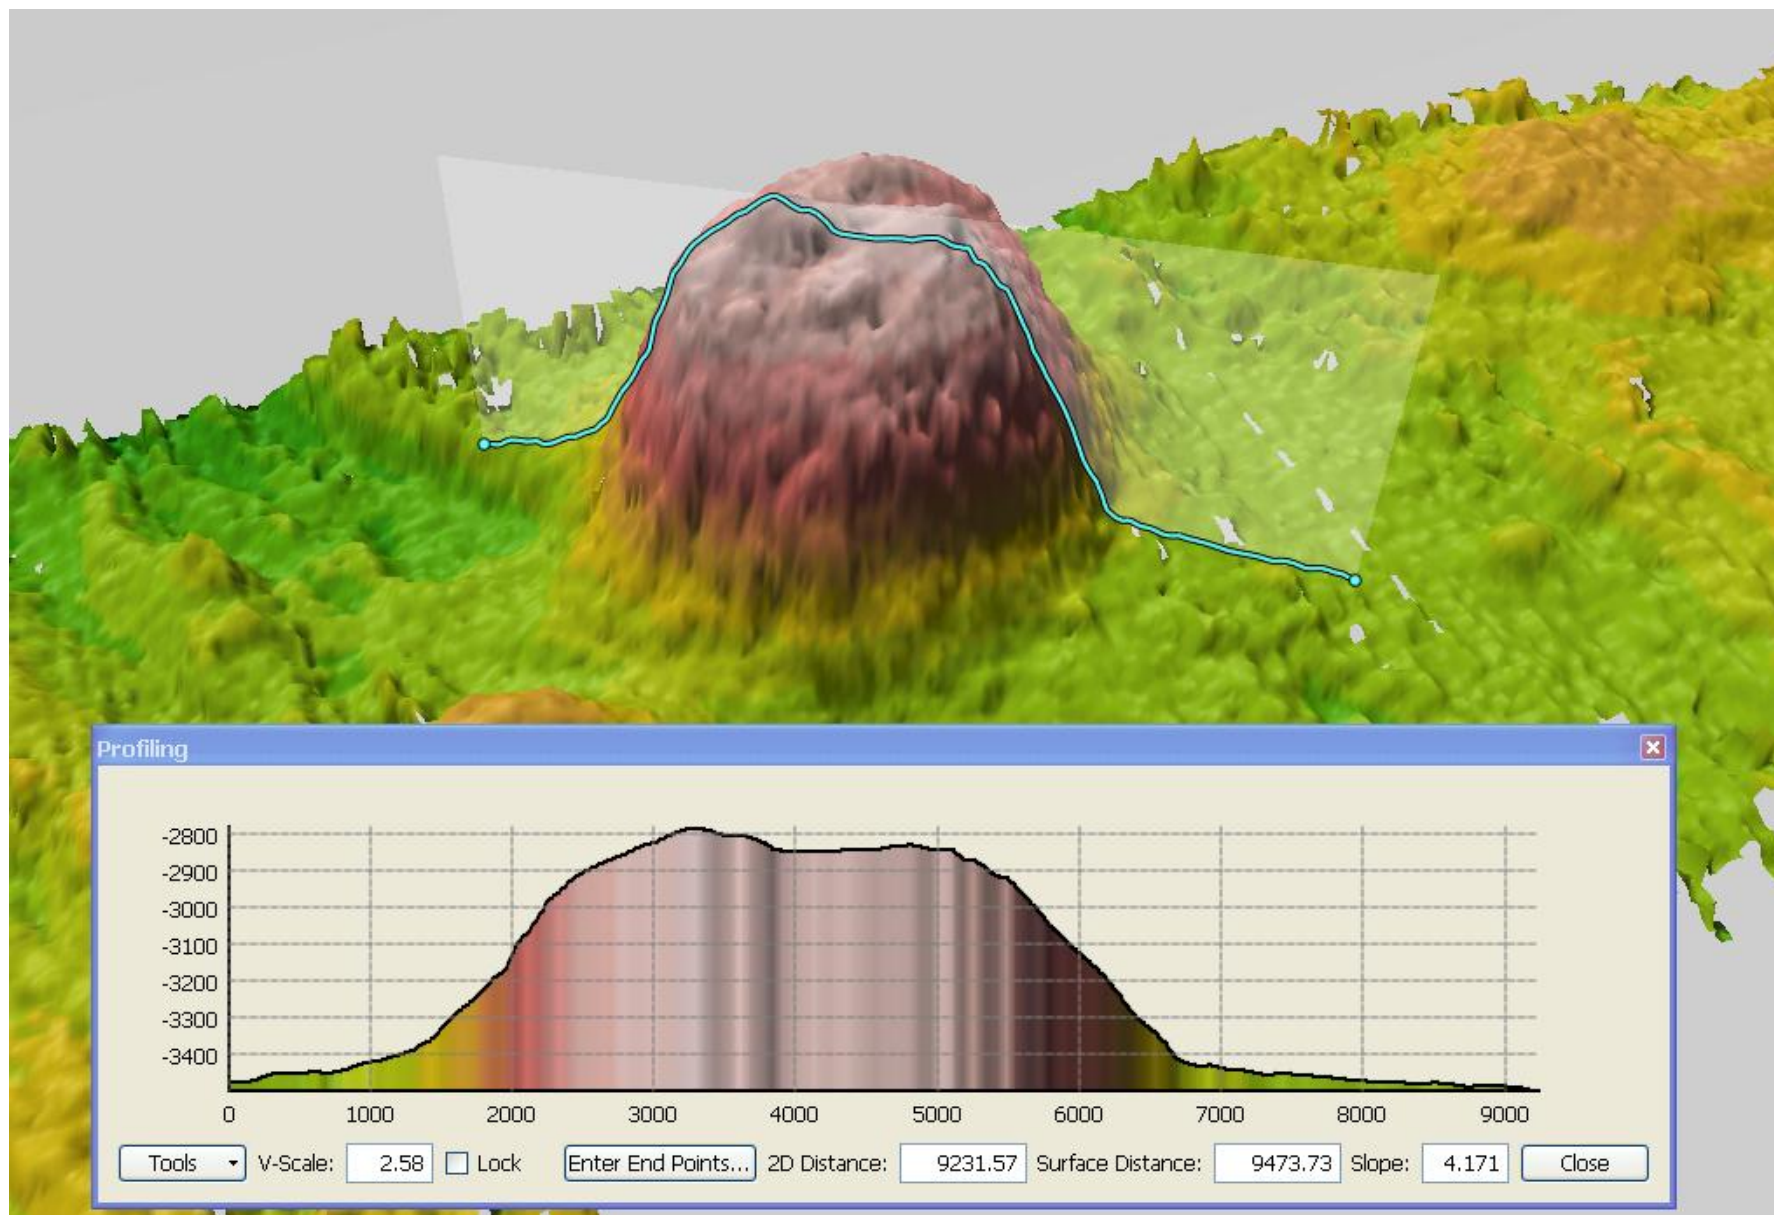 Profiling
-2800
-2900
-3000
-3100
-3200
-3300
-3400
0 1000 2000 3000 4000 5000 6000 7000 8000 9000
Tools V-Scale: 2.58 Lock Enter End Points... 2D Distance: 9231.57 Surface Distance: 9473.73 Slope: 4.171 Close